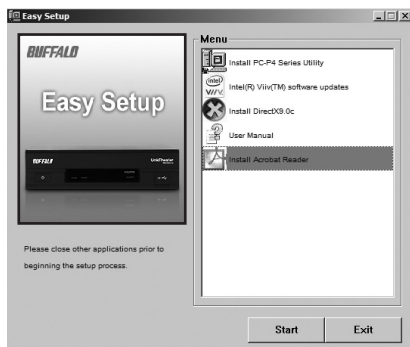 Easy Setup
BUFFALO
Easy Setup
BUFFALO
LinkTheater
Please close other applications prior to
beginning the setup process.
Menu
Install PC-P4 Series Utility
Intel(R) Viiv(TM) software updates
Install DirectX9.0c
User Manual
Install Acrobat Reader
Start
Exit